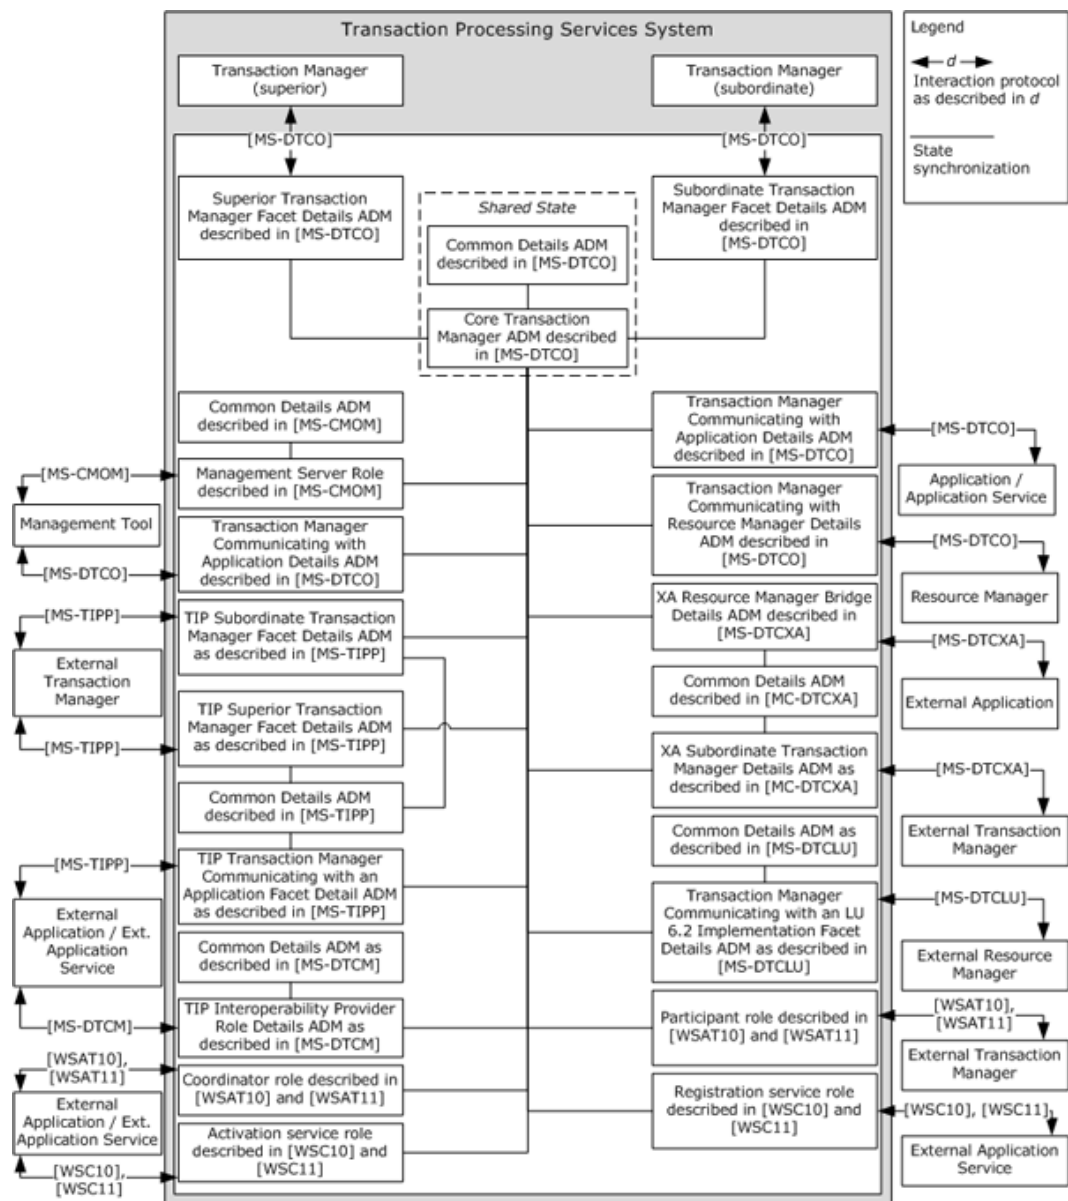 Transaction Processing Services System
Transaction Manager
(superior)
Transaction Manager
(subordinate)
[MS-DTCO]
[MS-DTCO]
Superior Transaction
Manager Facet Details ADM
described in [MS-DTCO]
Shared State
Common Details ADM
described in [MS-DTCO]
Core Transaction
Manager ADM described
in [MS-DTCO]
Subordinate Transaction
Manager Facet Details ADM
described in
[MS-DTCO]
Legend
d
Interaction protocol
as described in d
State
synchronization
Common Details ADM
described in [MS-CMOM]
Management Server Role
described in [MS-CMOM]
Transaction Manager
Communicating with
Application Details ADM
described in [MS-DTCO]
TIP Subordinate Transaction
Manager Facet Details ADM
as described in [MS-TIPP]
TIP Superior Transaction
Manager Facet Details ADM
as described in [MS-TIPP]
Common Details ADM
described in [MS-TIPP]
TIP Transaction Manager
Communicating with an
Application Facet Detail ADM
as described in [MS-TIPP]
Common Details ADM as
described in [MS-DTCM]
TIP Interoperability Provider
Role Details ADM as
described in [MS-DTCM]
Coordinator role described in
[WSAT10] and [WSAT11]
Activation service role
described in [WSC10] and
[WSC11]
[MS-CMOM]
Management Tool
[MS-DTCO]
[MS-TIPP]
External
Transaction
Manager
[MS-TIPP]
[MS-TIPP]
External
Application / Ext.
Application
Service
[MS-DTCM]
[WSAT10],
[WSAT11]
External
Application / Ext.
Application Service
[WSC10],
[WSC11]
Transaction Manager
Communicating with
Application Details ADM
described in [MS-DTCO]
Transaction Manager
Communicating with
Resource Manager Details
ADM described in
[MS-DTCO]
XA Resource Manager Bridge
Details ADM described in
[MS-DTCXA]
Common Details ADM
described in [MC-DTCXA]
XA Subordinate Transaction
Manager Details ADM as
described in [MC-DTCXA]
Common Details ADM as
described in [MS-DTCLU]
Transaction Manager
Communicating with an LU
6.2 Implementation Facet
Details ADM as described in
[MS-DTCLU]
Participant role described in
[WSAT10] and [WSAT11]
Registration service role
described in [WSC10] and
[WSC11]
[MS-DTCO]
Application /
Application Service
[MS-DTCO]
Resource Manager
[MS-DTCXA]
External Application
[MS-DTCXA]
External Transaction
Manager
[MS-DTCLU]
External Resource
Manager
[WSAT10],
[WSAT11]
External Transaction
Manager
[WSC10], [WSC11]
External Application
Service